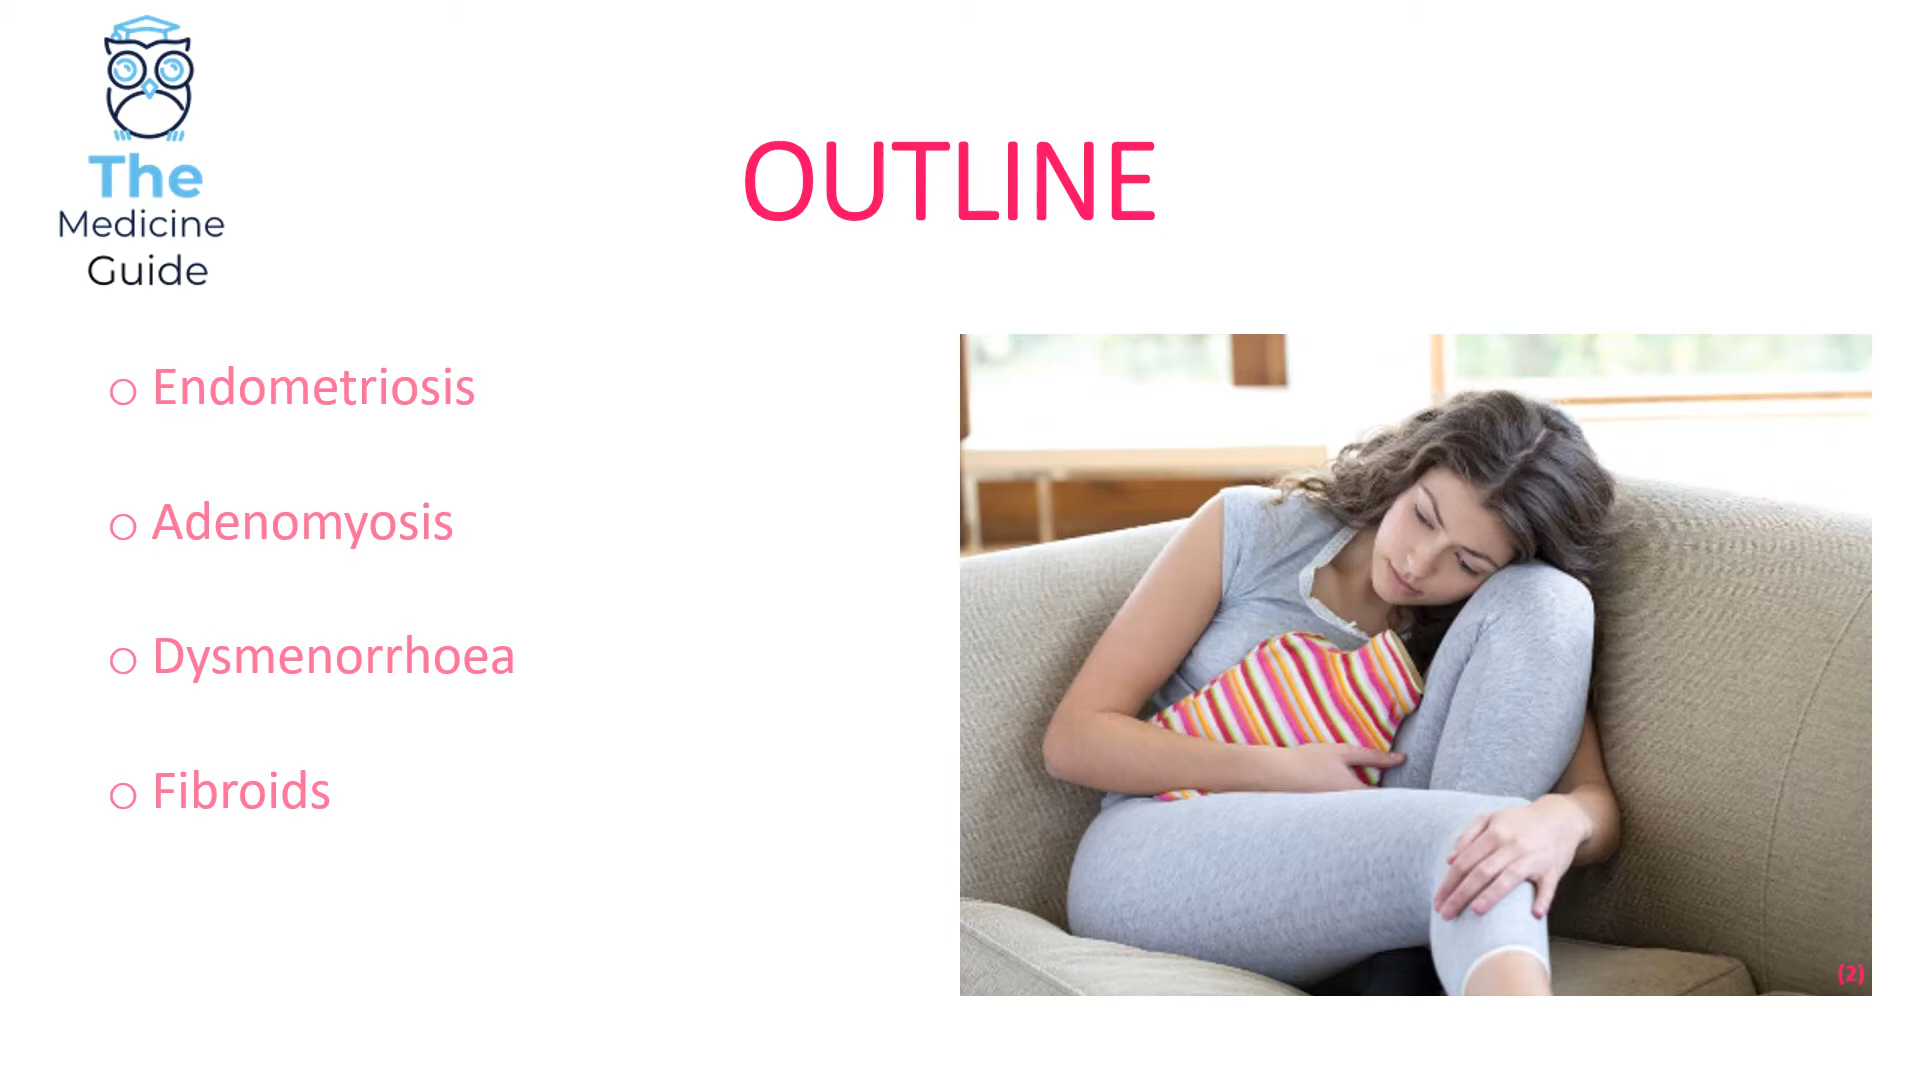 The
Medicine
Guide
OUTLINE
o Endometriosis
o Adenomyosis
o Dysmenorrhoea
o Fibroids
(2)